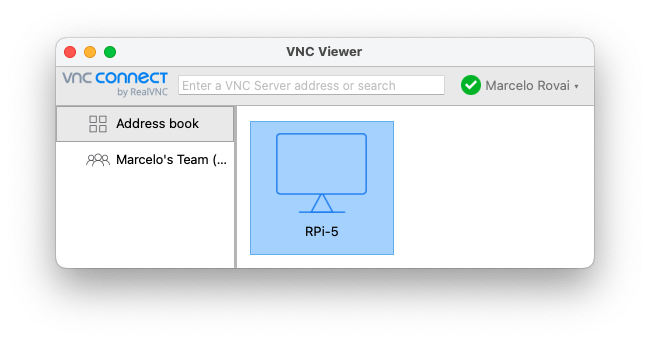 VNC Viewer
VNC CONNECT
by RealVNC
Enter a VNC Server address or search
Marcelo Rovai
Address book
Marcelo's Team (...
RPi-5